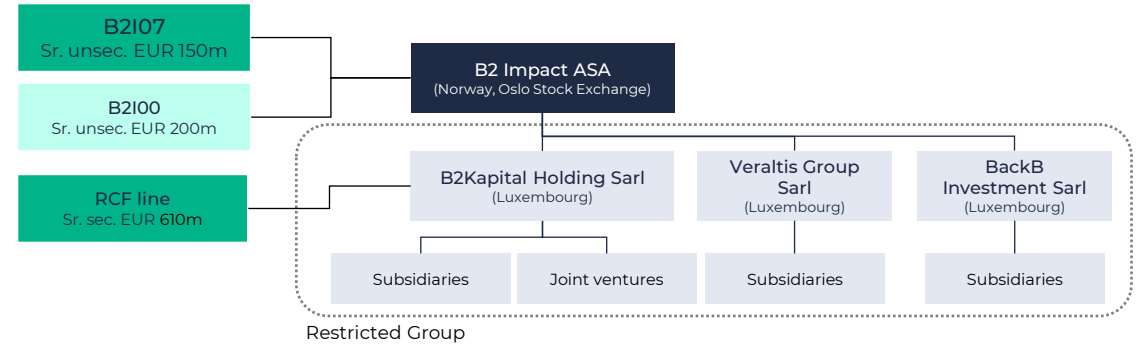 B2I07
Sr. unsec. EUR 150m
B2I00
Sr. unsec. EUR 200m
RCF line
Sr. sec. EUR 610m
B2 Impact ASA
(Norway, Oslo Stock Exchange)
B2Kapital Holding Sarl
(Luxembourg)
Veraltis Group
Sarl
(Luxembourg)
BackB
Investment Sarl
(Luxembourg)
Subsidiaries
Joint ventures
Subsidiaries
Subsidiaries
Restricted Group